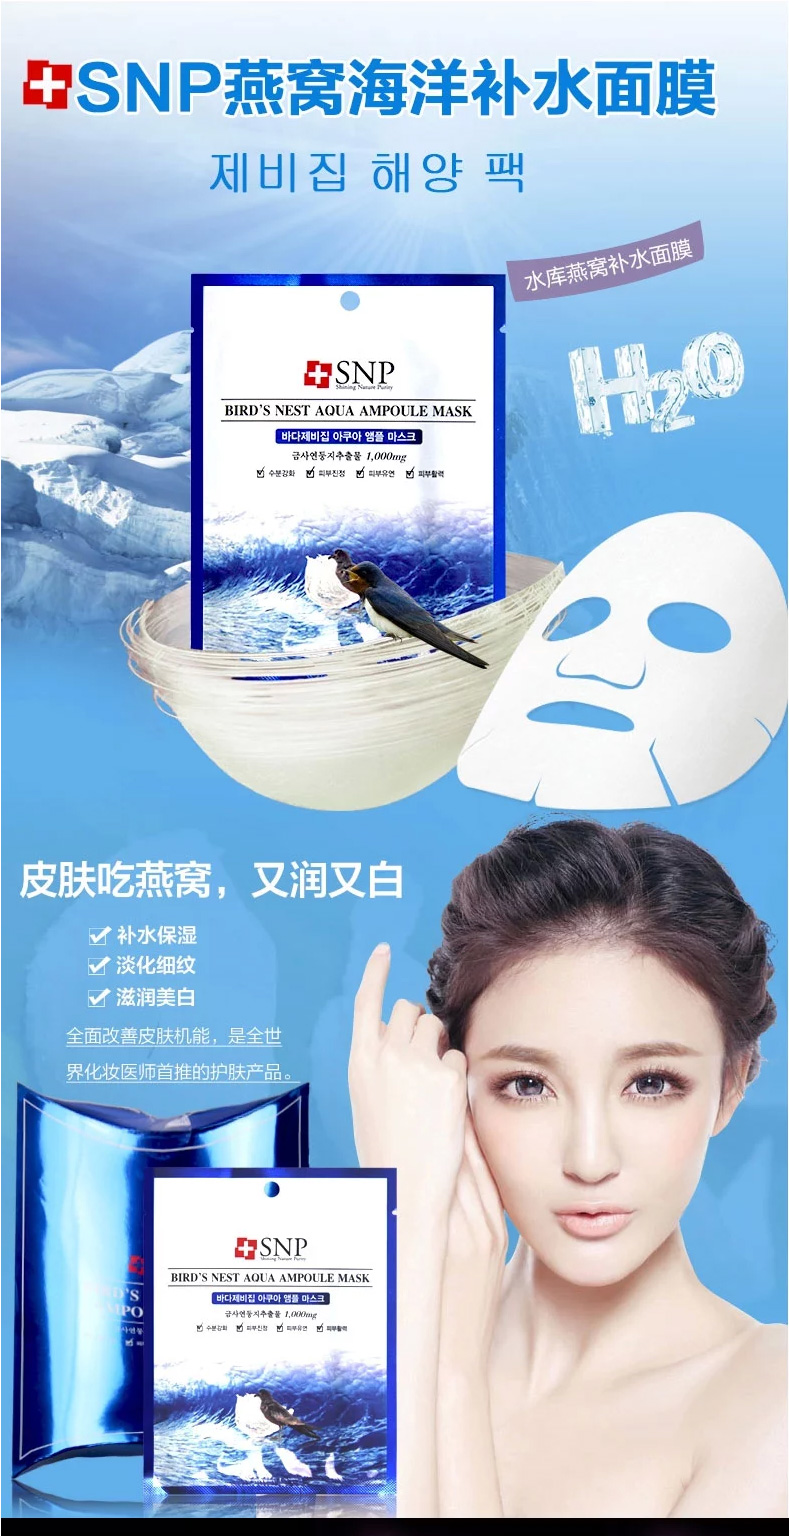 SNP燕窝海洋补水面膜
제비집 해양 팩
水库燕窝补水面膜
H2O
SNP
Shining Nature Purity
BIRD'S NEST AQUA AMPOULE MASK
바다제비집 아쿠아 앰플 마스크
금사연둥지추출물 1,000mg
수분강화 피부진정 피부유연 피부활력
皮肤吃燕窝，又润又白
补水保湿
淡化细纹
滋润美白
全面改善皮肤机能，是全世
界化妆医师首推的护肤产品。
SNP
Shining Nature Purity
BIRD'S NEST AQUA AMPOULE MASK
바다제비집 아쿠아 앰플 마스크
금사연둥지추출물 1,000mg
수분강화 피부진정 피부유연 피부활력